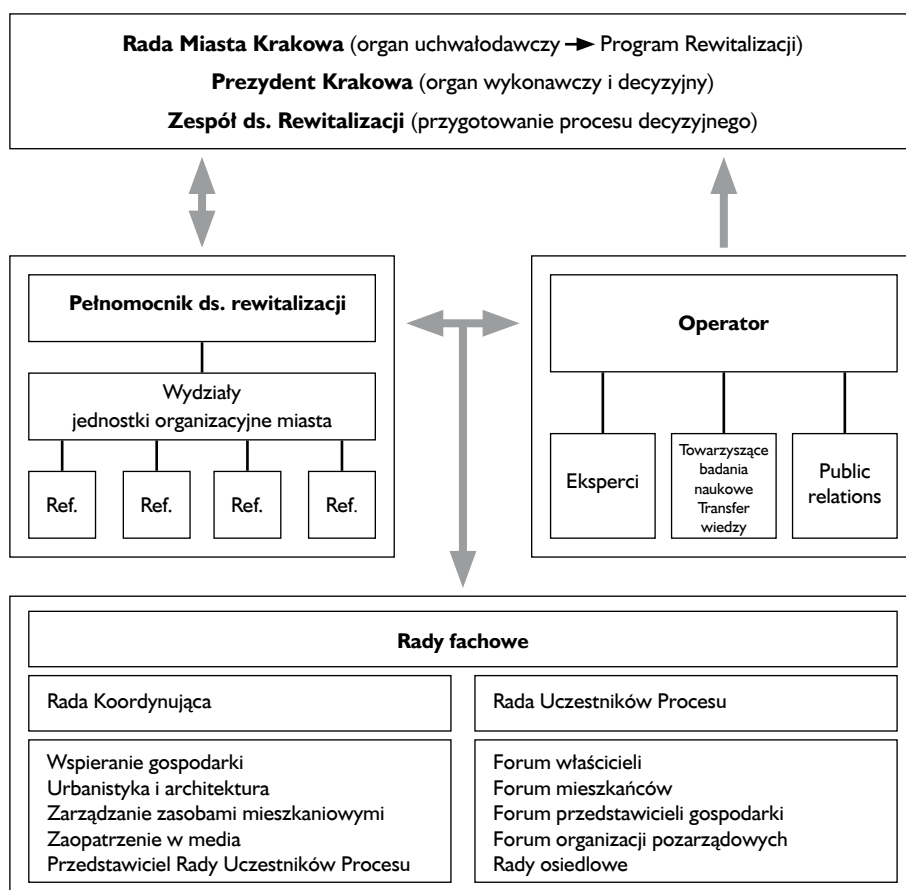 Rada Miasta Krakowa (organ uchwałodawczy → Program Rewitalizacji)
Prezydent Krakowa (organ wykonawczy i decyzyjny)
Zespół ds. Rewitalizacji (przygotowanie procesu decyzyjnego)
Pełnomocnik ds. rewitalizacji
Wydziały
jednostki organizacyjne miasta
Ref.
Ref.
Ref.
Ref.
Operator
Eksperci
Towarzyszące
badania
naukowe
Transfer
wiedzy
Public
relations
Rady fachowe
Rada Koordynująca
Wspieranie gospodarki
Urbanistyka i architektura
Zarządzanie zasobami mieszkaniowymi
Zaopatrzenie w media
Przedstawiciel Rady Uczestników Procesu
Rada Uczestników Procesu
Forum właścicieli
Forum mieszkańców
Forum przedstawicieli gospodarki
Forum organizacji pozarządowych
Rady osiedlowe